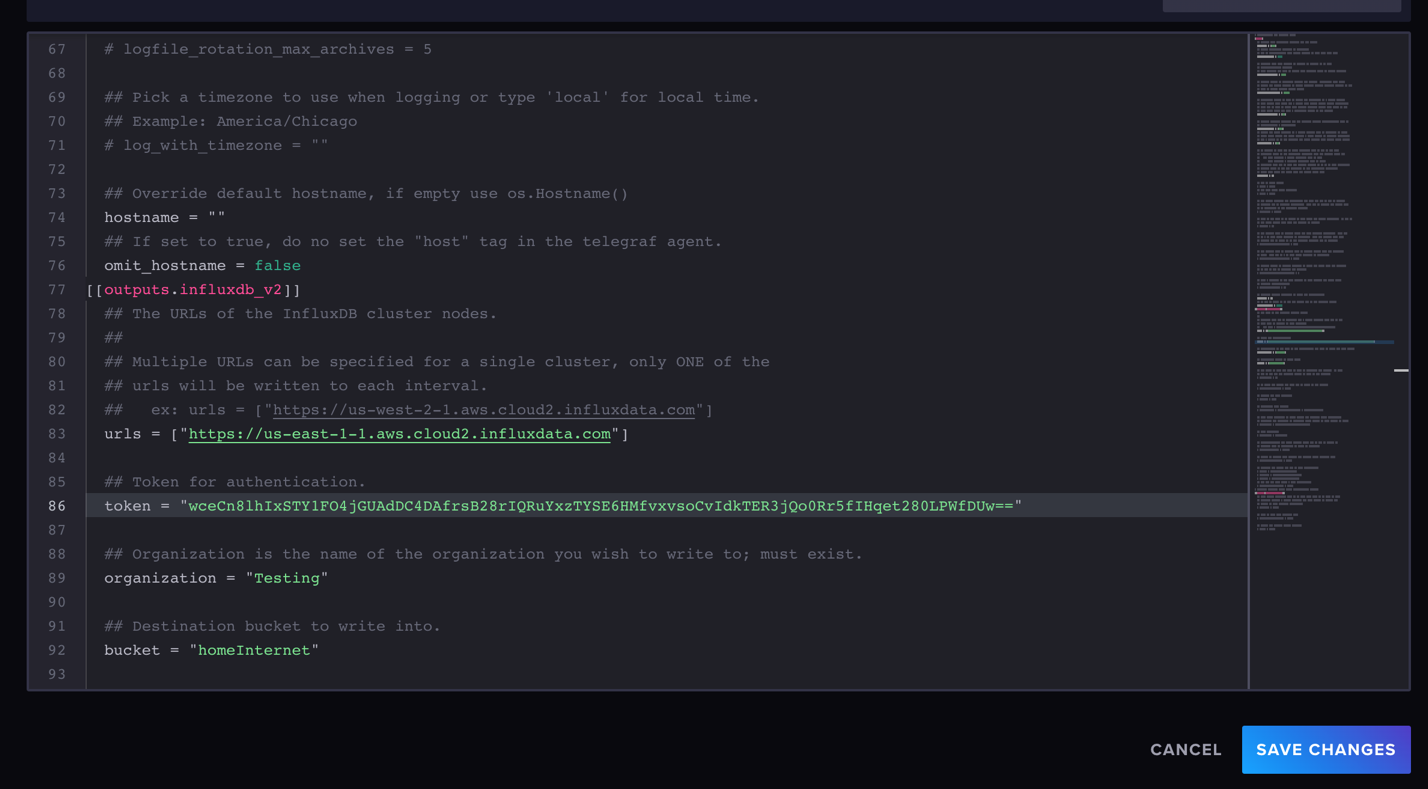 67 # logfile_rotation_max_archives = 5
68
69 ## Pick a timezone to use when logging or type 'local' for local time.
70 ## Example: America/Chicago
71 # log_with_timezone = ""
72
73 ## Override default hostname, if empty use os.Hostname()
74 hostname = ""
75 ## If set to true, do no set the "host" tag in the telegraf agent.
76 omit_hostname = false
77 [[outputs.influxdb_v2]]
78 ## The URLs of the InfluxDB cluster nodes.
79 ##
80 ## Multiple URLs can be specified for a single cluster, only ONE of the
81 ## urls will be written to each interval.
82 ##   ex: urls = ["https://us-west-2-1.aws.cloud2.influxdata.com"]
83 urls = ["https://us-east-1-1.aws.cloud2.influxdata.com"]
84
85 ## Token for authentication.
86 token = "wceCn8lhIxSTYlFO4jGUAdDC4DAfrsB28rIQRuYxzTYSE6HMfvxvsoCvIdkTER3jQo0Rr5fIHqet280LPWfDUw=="
87
88 ## Organization is the name of the organization you wish to write to; must exist.
89 organization = "Testing"
90
91 ## Destination bucket to write into.
92 bucket = "homeInternet"
93
CANCEL SAVE CHANGES